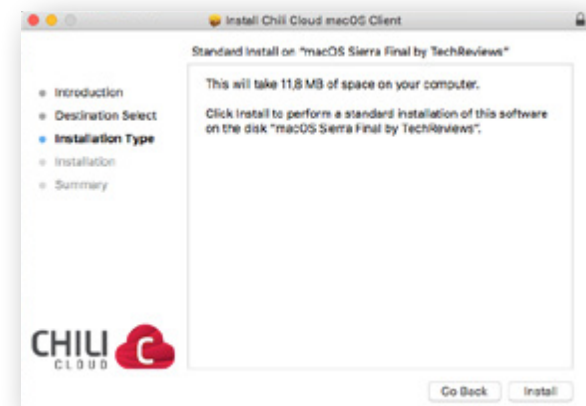 Install Chili Cloud macOS Client
Standard Install on "macOS Sierra Final by TechReviews"
Introduction
Destination Select
Installation Type
Installation
Summary
This will take 11,8 MB of space on your computer.
Click Install to perform a standard installation of this software
on the disk "macOS Sierra Final by TechReviews".
CHILI C
CLOUD
Go Back Install